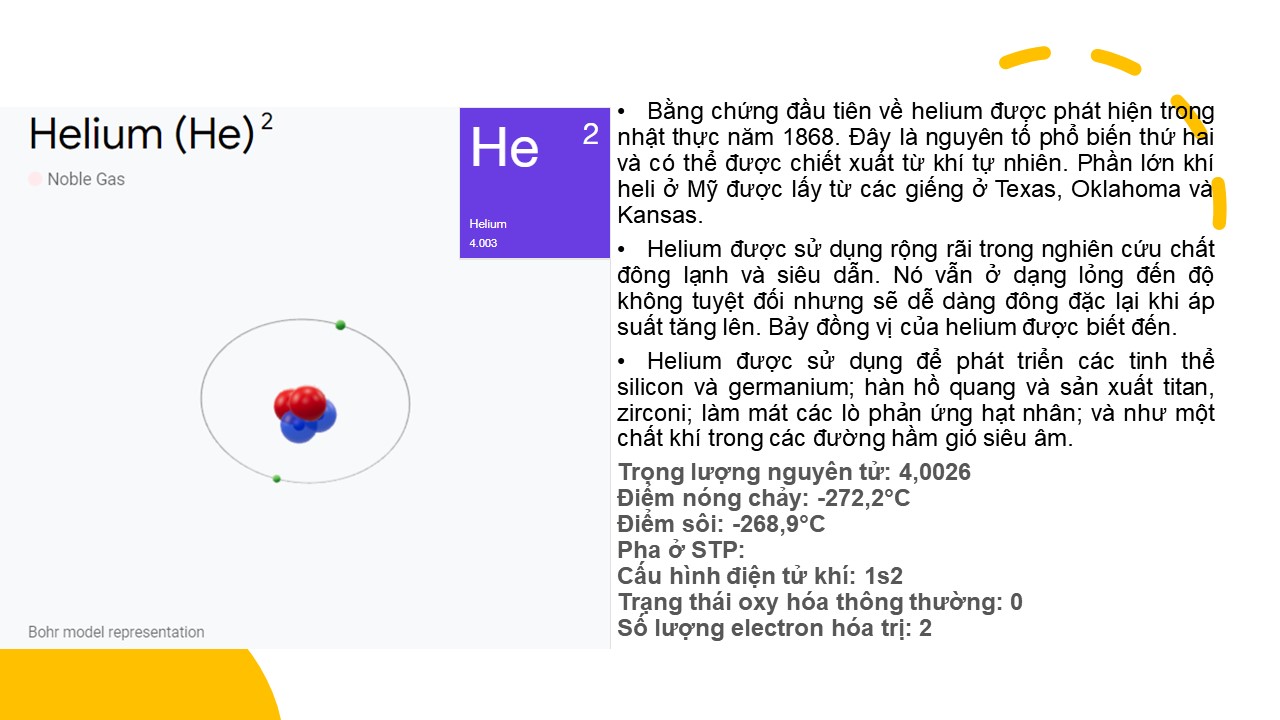 Helium (He) 2
Noble Gas
He 2
Helium
4.003
Bohr model representation
• Bằng chứng đầu tiên về helium được phát hiện trong
nhật thực năm 1868. Đây là nguyên tố phổ biến thứ hai
và có thể được chiết xuất từ khí tự nhiên. Phần lớn khí
heli ở Mỹ được lấy từ các giếng ở Texas, Oklahoma và
Kansas.
• Helium được sử dụng rộng rãi trong nghiên cứu chất
đông lạnh và siêu dẫn. Nó vẫn ở dạng lỏng đến độ
không tuyệt đối nhưng sẽ dễ dàng đông đặc lại khi áp
suất tăng lên. Bảy đồng vị của helium được biết đến.
• Helium được sử dụng để phát triển các tinh thể
silicon và germanium; hàn hồ quang và sản xuất titan,
zirconi; làm mát các lò phản ứng hạt nhân; và như một
chất khí trong các đường hầm gió siêu âm.
Trọng lượng nguyên tử: 4,0026
Điểm nóng chảy: -272,2°C
Điểm sôi: -268,9°C
Pha ở STP:
Cấu hình điện tử khí: 1s2
Trạng thái oxy hóa thông thường: 0
Số lượng electron hóa trị: 2